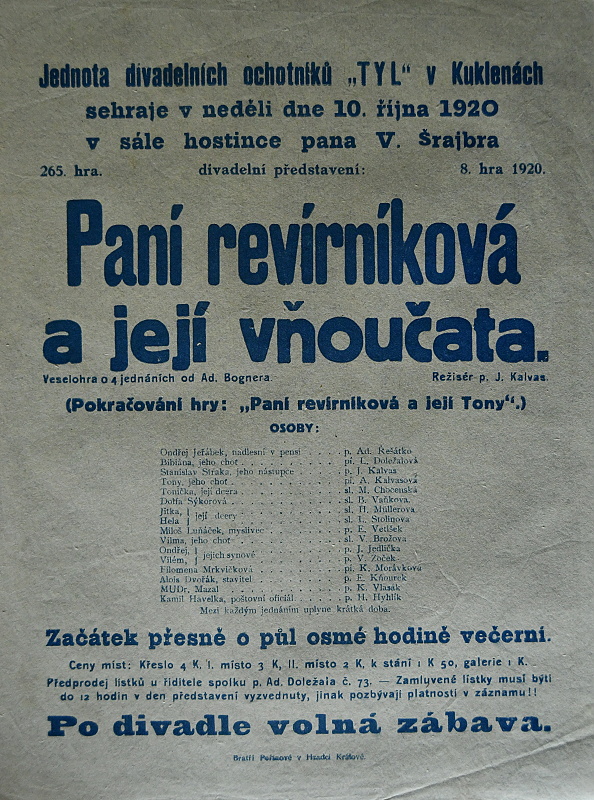 Jednota divadelních ochotníků „TYL“ v Kuklenách
sehraje v neděli dne 10. října 1920
v sále hostince pana V. Šrajbra
265. hra. divadelní představení: 8. hra 1920.
Paní revírníková
a její vňoučata.
Veselohra o 4 jednáních od Ad. Bognera. Režisér p. J. Kalvas.
(Pokračování hry: „Paní revírníková a její Tony“.)
OSOBY:
Ondřej Jeřábek, nadlesní v pensi . . . p. Ad. Řešátko
Bibiána, jeho choť . . . pí. L. Doležalová
Stanislav Straka, jeho nástupce . . . p. J. Kalvas
Tony, jeho choť . . . pí. A. Kalvasová
Tonička, její dcera . . . sl. M. Chocenská
Dorla Sýkorová . . . sl. B. Vaňková
Jitka, } její dcery . . . sl. H. Müllerova
Hela } . . . sl. L. Stolínova
Miloš Luňáček, myslivec . . . p. E. Vetišek
Vilma, jeho choť . . . sl. V. Brožova
Ondřej, } jejich synové . . . p. J. Jedlička
Vilém, } . . . p. V. Zoček
Filomena Mrkvičková . . . pí. K. Morávková
Alois Dvořák, stavitel . . . p. E. Kňourek
MUDr. Mazal . . . p. K. Vlasák
Kamil Havelka, poštovní oficiál . . . p. H. Hyhlík
Mezi každým jednáním uplyne krátká doba.
Začátek přesně o půl osmé hodině večerní.
Ceny míst: Křeslo 4 K, I. místo 3 K, II. místo 2 K, k stání 1 K 50, galerie 1 K.
Předprodej lístků u řiditele spolku p. Ad. Doležala č. 73. — Zamluvené lístky musí býti
do 12 hodin v den představení vyzvednuty, jinak pozbývají platnosti v záznamu!!
Po divadle volná zábava.
Bratří Peřinové v Hradci Králové.